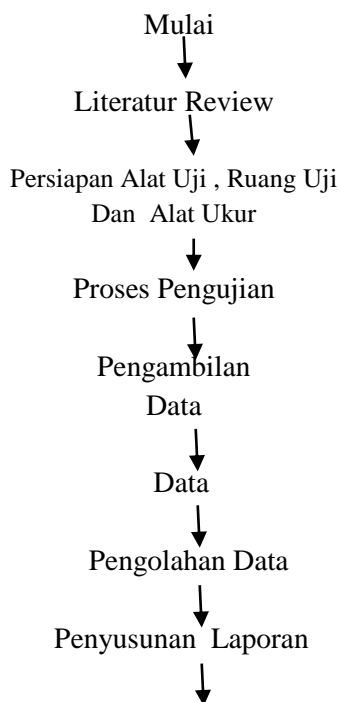 Mulai
Literatur Review
Persiapan Alat Uji , Ruang Uji
Dan Alat Ukur
Proses Pengujian
Pengambilan
Data
Data
Pengolahan Data
Penyusunan Laporan